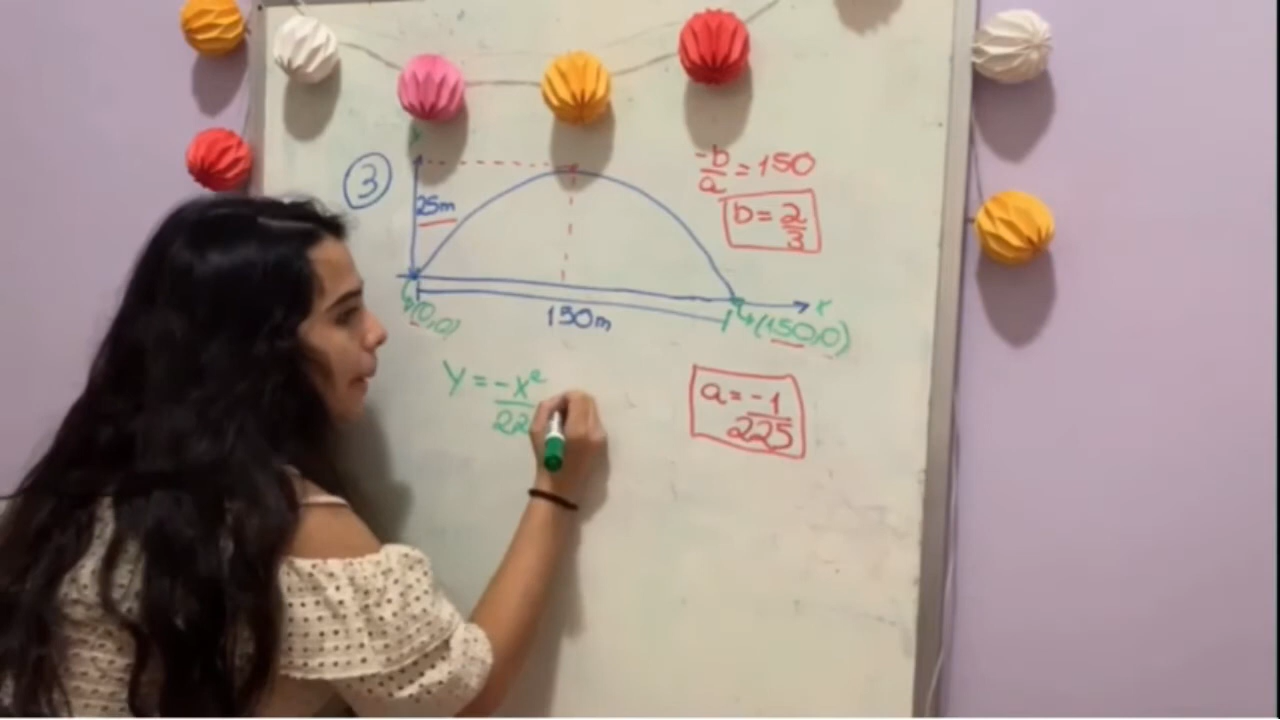 3
y
25m
(0,0)
150m
x
(150,0)
-b/a = 150
b = 2/3
y = -x²/22
a = -1/225